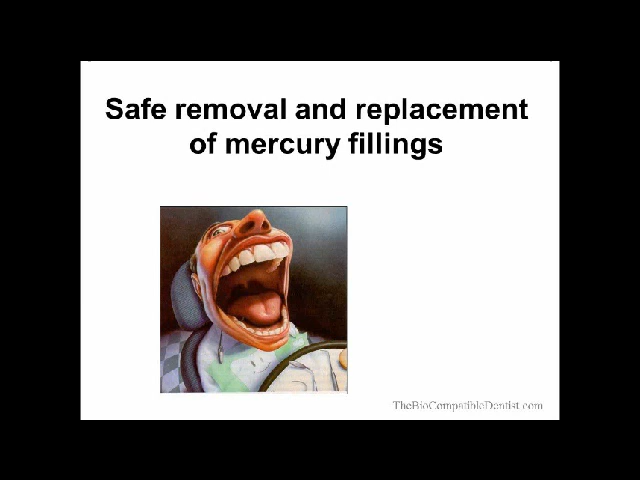 Safe removal and replacement
of mercury fillings
TheBioCompatibleDentist.com